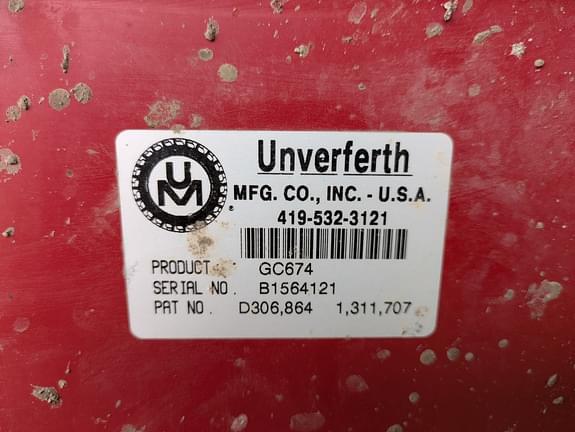 UM
®
Unverferth
MFG. CO., INC. - U.S.A.
419-532-3121
PRODUCT. GC674
SERIAL NO. B1564121
PAT NO. D306,864 1,311,707